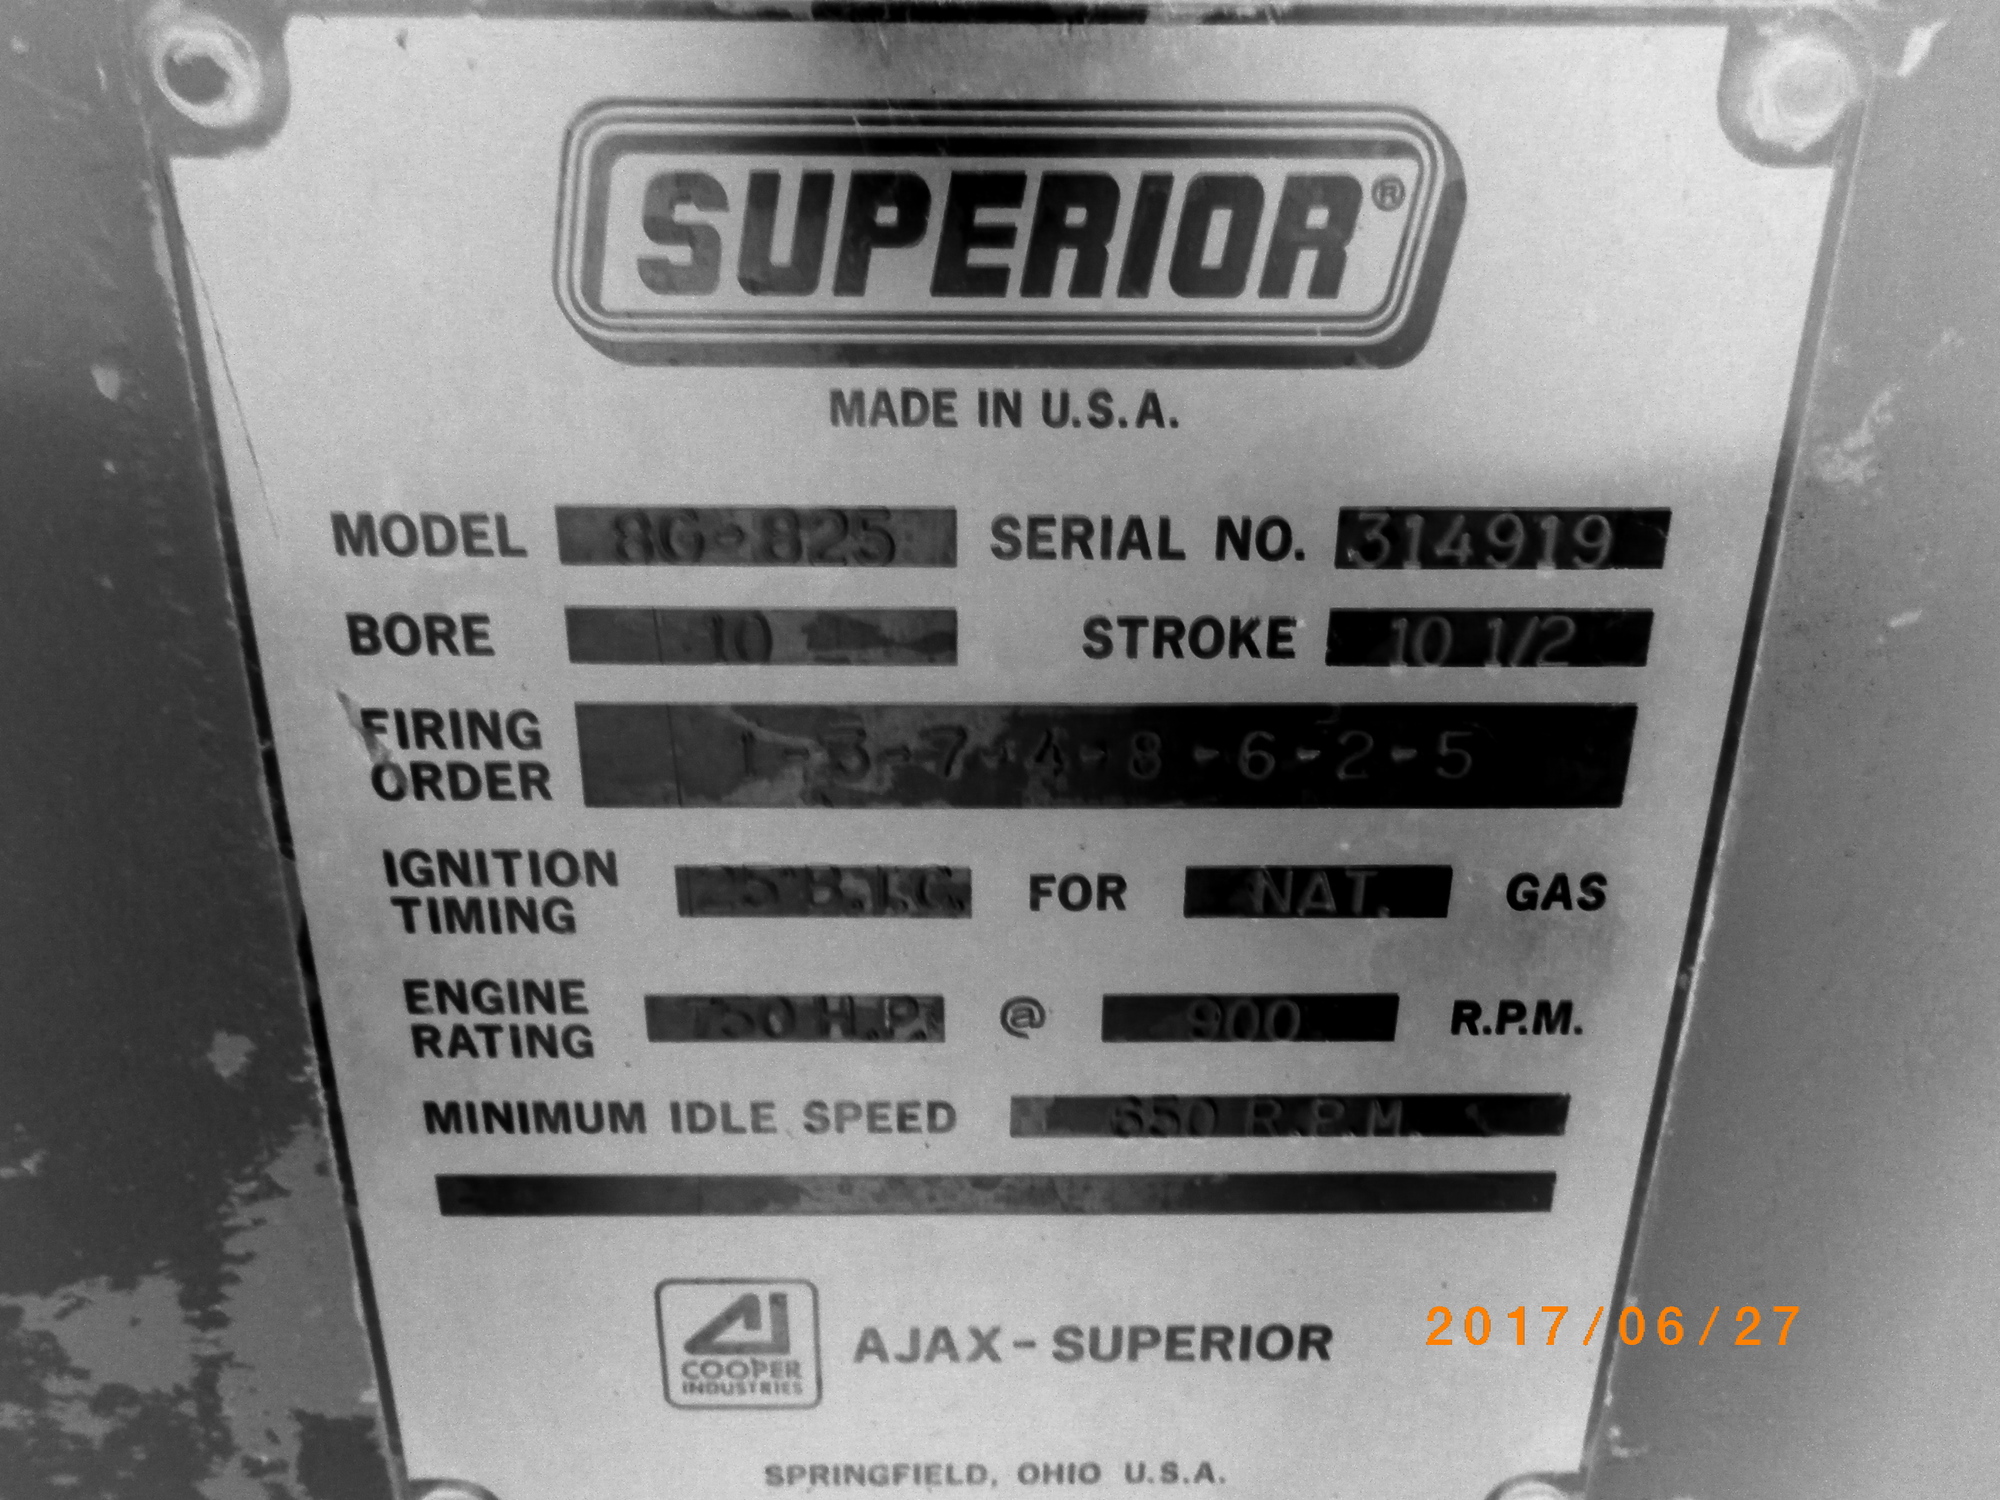 SUPERIOR®
MADE IN U.S.A.
MODEL 8G-825 SERIAL NO. 314919
BORE 10 STROKE 10 1/2
FIRING ORDER 1-3-7-4-8-6-2-5
IGNITION TIMING 25°B.T.C. FOR NAT. GAS
ENGINE RATING 750 H.P. @ 900 R.P.M.
MINIMUM IDLE SPEED 650 R.P.M.
COOPER
INDUSTRIES
AJAX-SUPERIOR
2017/06/27
SPRINGFIELD, OHIO U.S.A.